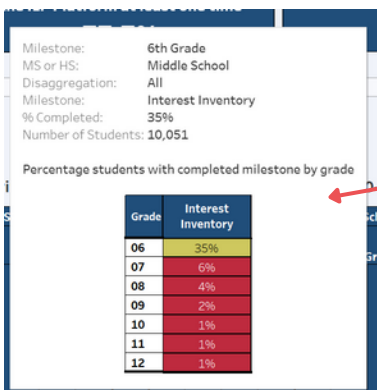 Milestone: 6th Grade
MS or HS: Middle School
Disaggregation: All
Milestone: Interest Inventory
% Completed: 35%
Number of Students: 10,051
Percentage students with completed milestone by grade
Grade Interest Inventory
06 35%
07 6%
08 4%
09 2%
10 1%
11 1%
12 1%